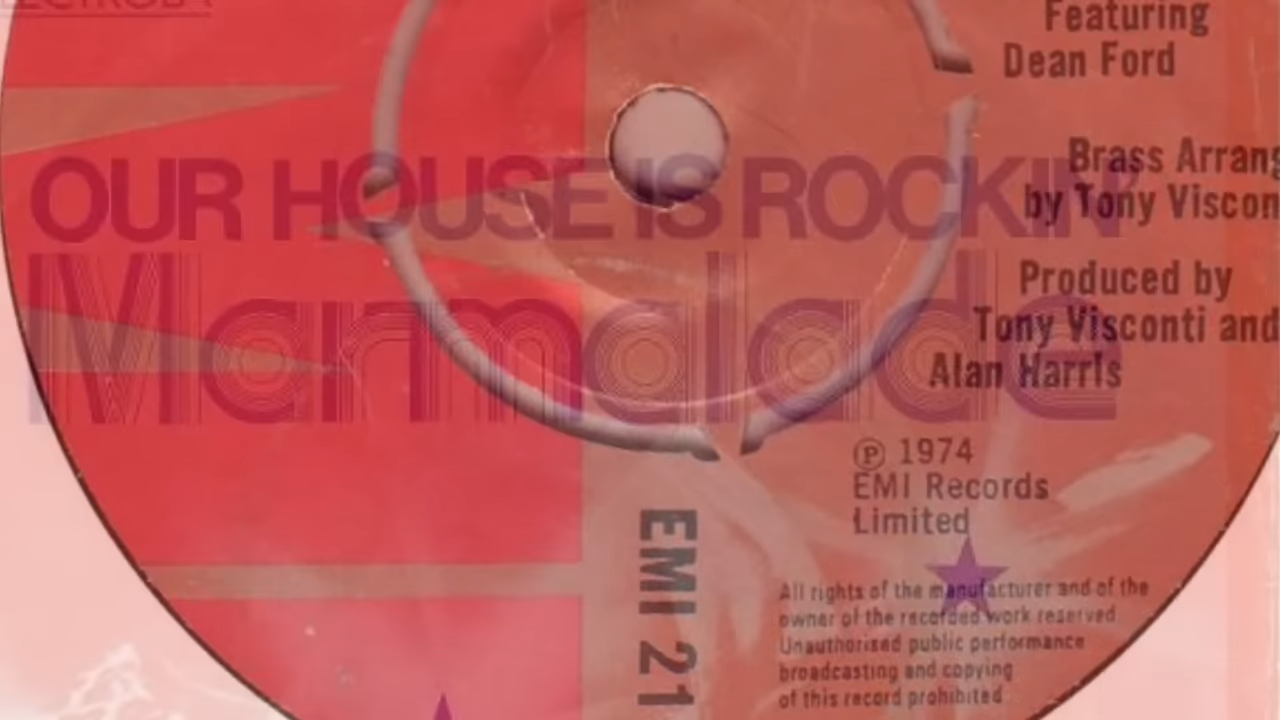 Featuring
Dean Ford
OUR HOUSE IS ROCKIN'
Marmalade
Brass
by Tony
Produced by
Tony Visconti and
Alan Harris
℗ 1974
EMI Records
Limited
EMI 21
All rights of the manufacturer and of the
owner of the recorded work reserved
Unauthorised public performance
broadcasting and copying
of this record prohibited